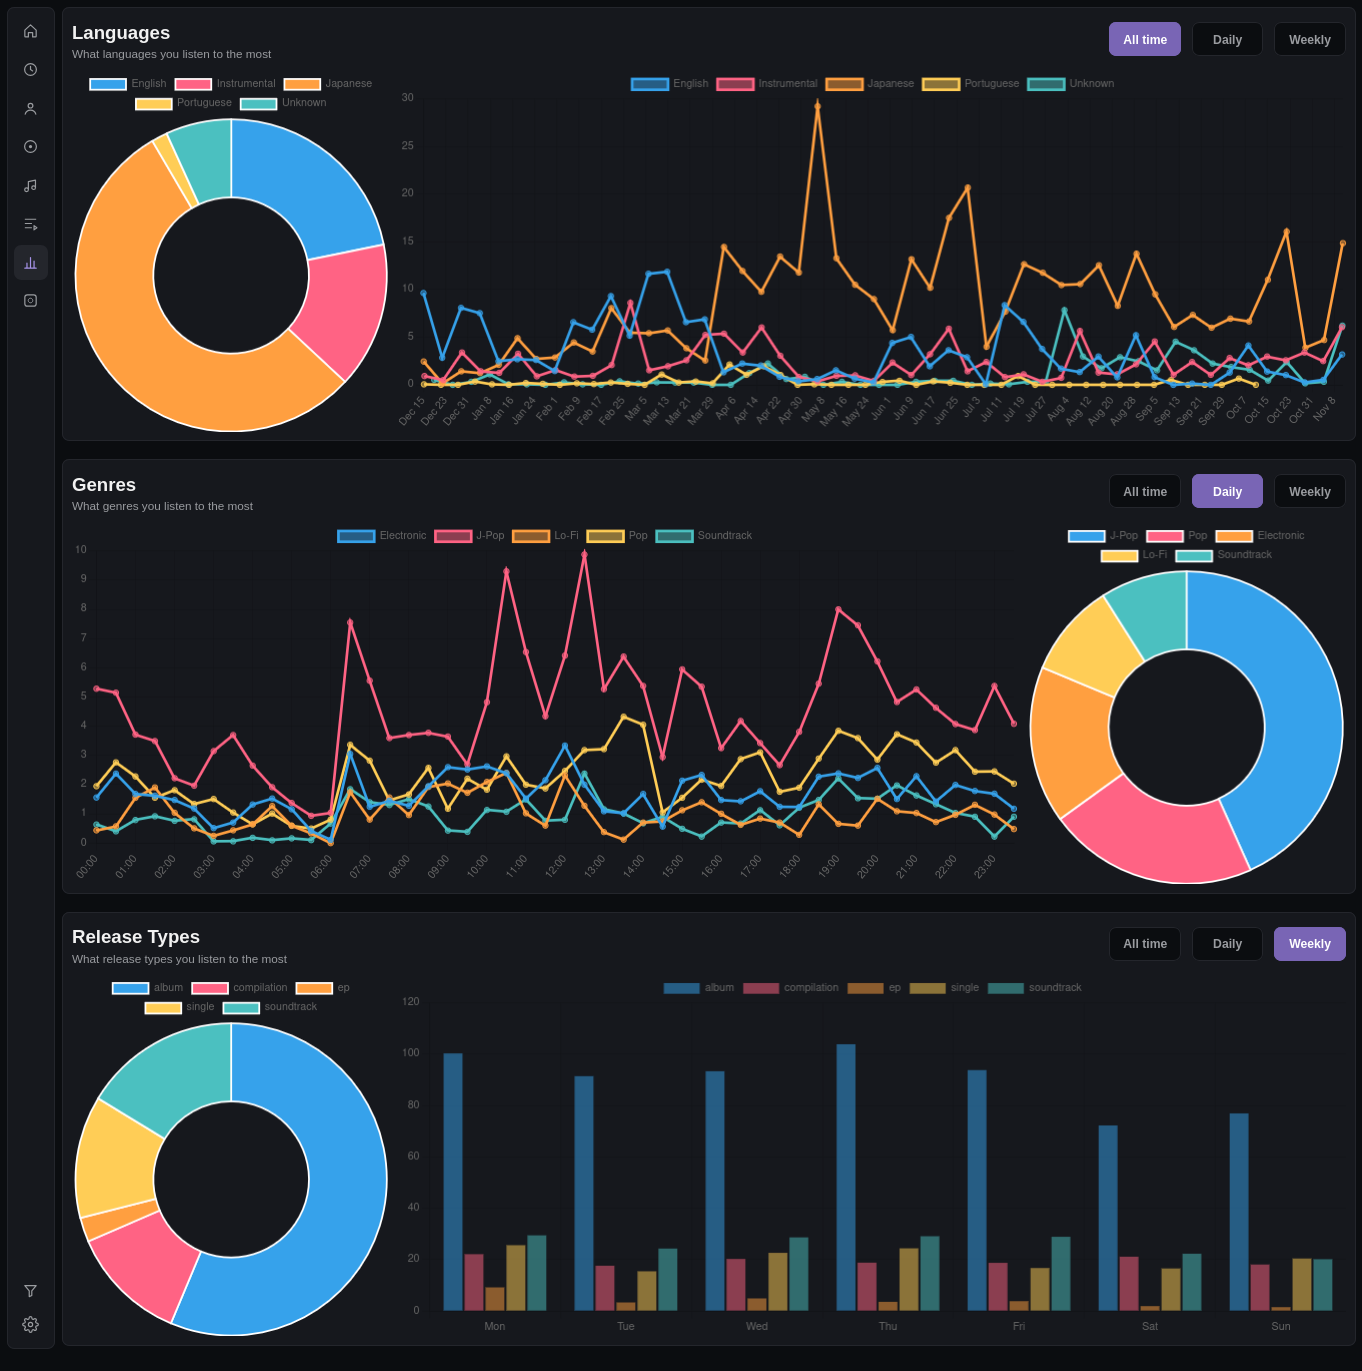 Languages
What languages you listen to the most
All time Daily Weekly
English Instrumental Japanese
Portuguese Unknown
English Instrumental Japanese Portuguese Unknown
30
25
20
15
10
5
0
Dec 15 Dec 23 Dec 31 Jan 8 Jan 16 Jan 24 Feb 1 Feb 9 Feb 17 Feb 25 Mar 5 Mar 13 Mar 21 Mar 29 Apr 6 Apr 14 Apr 22 Apr 30 May 8 May 16 May 24 Jun 1 Jun 9 Jun 17 Jun 25 Jul 3 Jul 11 Jul 19 Jul 27 Aug 4 Aug 12 Aug 20 Aug 28 Sep 5 Sep 13 Sep 21 Sep 29 Oct 7 Oct 15 Oct 23 Oct 31 Nov 8
Genres
What genres you listen to the most
All time Daily Weekly
Electronic J-Pop Lo-Fi Pop Soundtrack
10
9
8
7
6
5
4
3
2
1
0
00:00 01:00 02:00 03:00 04:00 05:00 06:00 07:00 08:00 09:00 10:00 11:00 12:00 13:00 14:00 15:00 16:00 17:00 18:00 19:00 20:00 21:00 22:00 23:00
J-Pop Pop Electronic
Lo-Fi Soundtrack
Release Types
What release types you listen to the most
All time Daily Weekly
album compilation ep
single soundtrack
album compilation ep single soundtrack
120
100
80
60
40
20
0
Mon Tue Wed Thu Fri Sat Sun